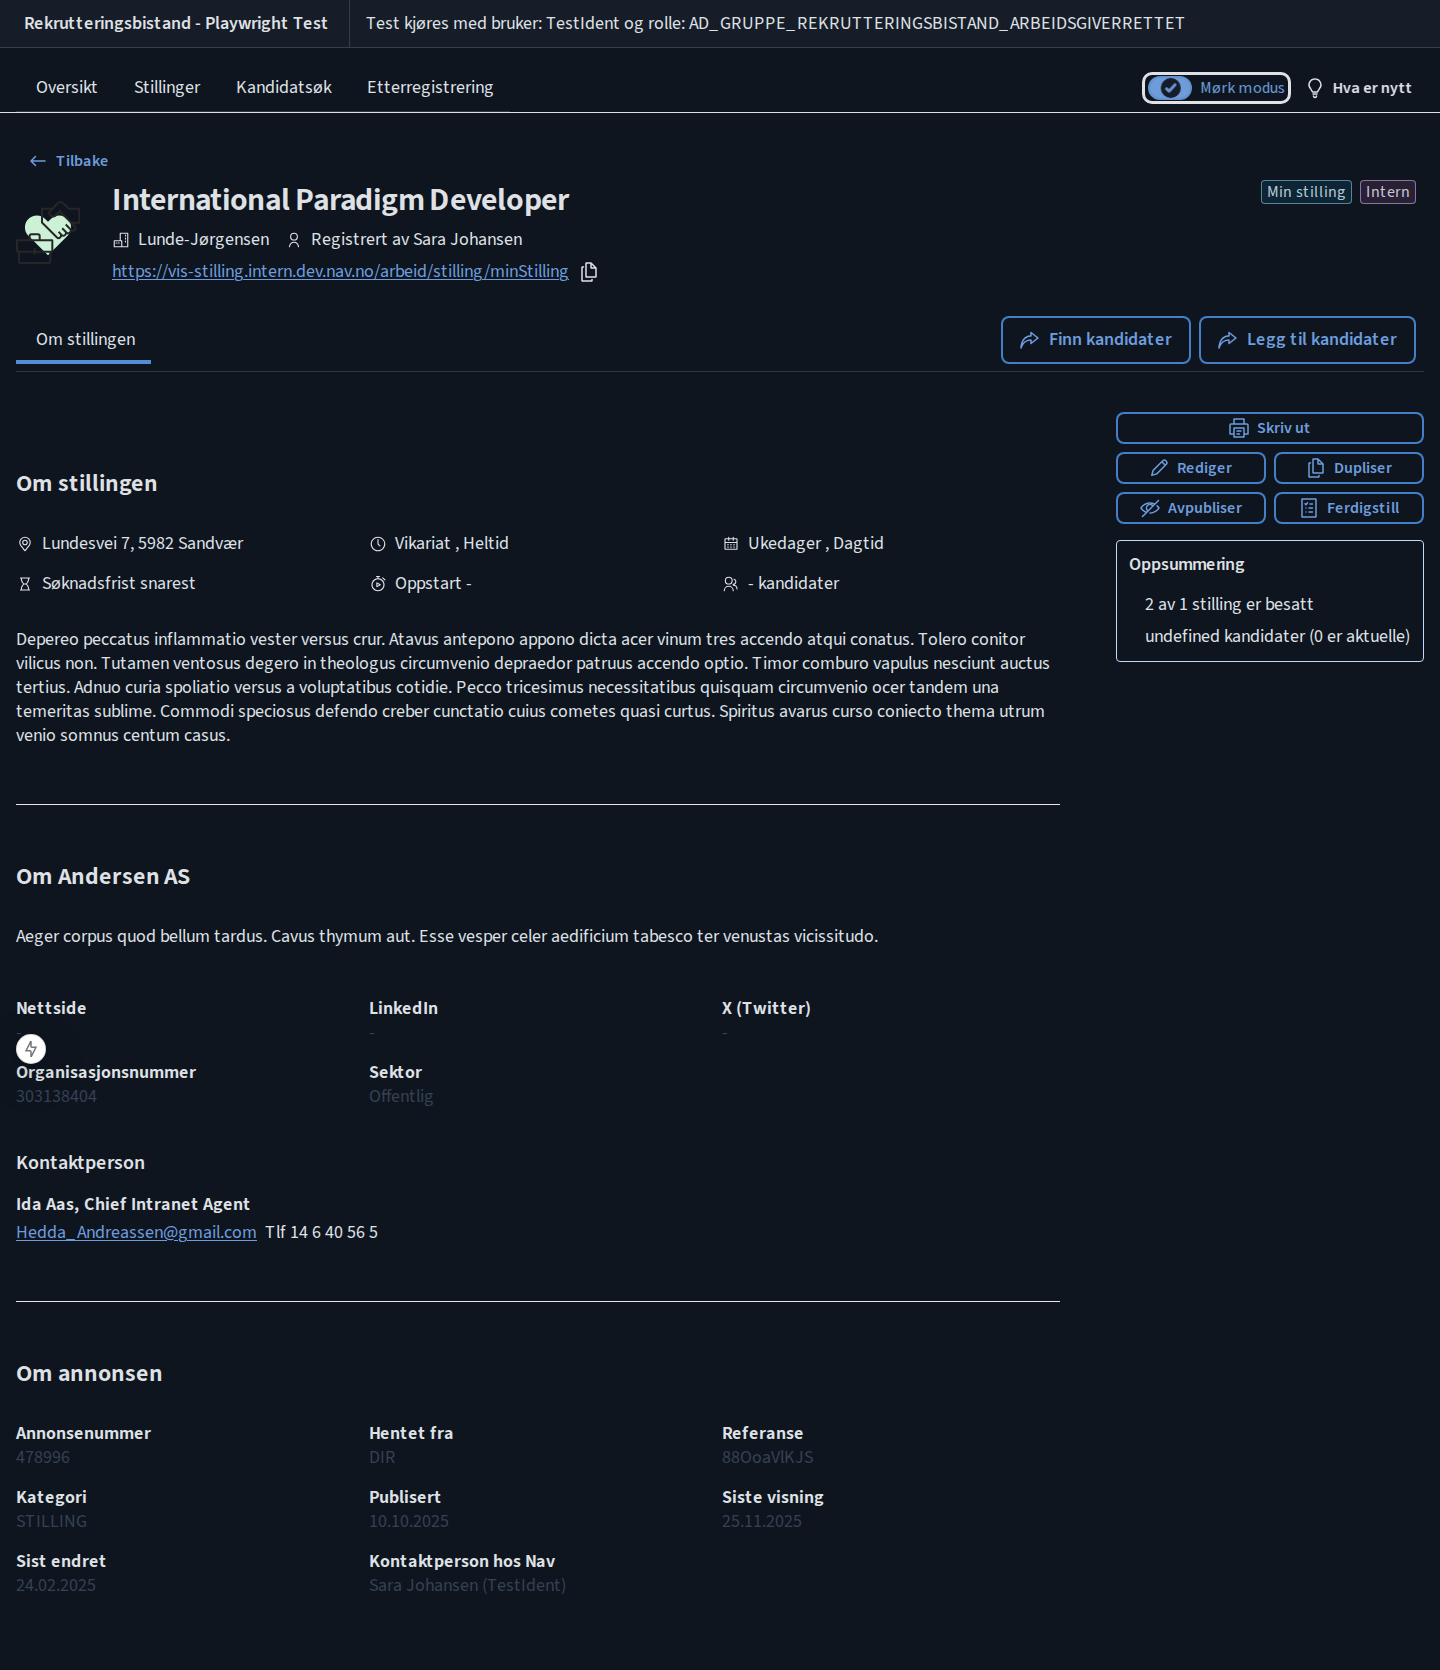 Rekrutteringsbistand - Playwright Test
Test kjøres med bruker: TestIdent og rolle: AD_GRUPPE_REKRUTTERINGSBISTAND_ARBEIDSGIVERRETTET
Oversikt
Stillinger
Kandidatsøk
Etterregistrering
Mørk modus
Hva er nytt
Tilbake
International Paradigm Developer
Min stilling
Intern
Lunde-Jørgensen
Registrert av Sara Johansen
https://vis-stilling.intern.dev.nav.no/arbeid/stilling/minStilling
Om stillingen
Finn kandidater
Legg til kandidater
Skriv ut
Rediger
Dupliser
Avpubliser
Ferdigstill
Oppsummering
2 av 1 stilling er besatt
undefined kandidater (0 er aktuelle)
Om stillingen
Lundesvei 7, 5982 Sandvær
Vikariat , Heltid
Ukedager , Dagtid
Søknadsfrist snarest
Oppstart -
- kandidater
Depereo peccatus inflammatio vester versus crur. Atavus antepono appono dicta acer vinum tres accendo atqui conatus. Tolero conitor
vilicus non. Tutamen ventosus degero in theologus circumvenio depraedor patruus accendo optio. Timor comburo vapulus nesciunt auctus
tertius. Adnuo curia spoliatio versus a voluptatibus cotidie. Pecco tricesimus necessitatibus quisquam circumvenio ocer tandem una
temeritas sublime. Commodi speciosus defendo creber cunctatio cuius cometes quasi curtus. Spiritus avarus curso coniecto thema utrum
venio somnus centum casus.
Om Andersen AS
Aeger corpus quod bellum tardus. Cavus thymum aut. Esse vesper celer aedificium tabesco ter venustas vicissitudo.
Nettside
-
LinkedIn
-
X (Twitter)
-
Organisasjonsnummer
303138404
Sektor
Offentlig
Kontaktperson
Ida Aas, Chief Intranet Agent
Hedda_Andreassen@gmail.com Tlf 14 6 40 56 5
Om annonsen
Annonsenummer
478996
Hentet fra
DIR
Referanse
88OoaVlKJS
Kategori
STILLING
Publisert
10.10.2025
Siste visning
25.11.2025
Sist endret
24.02.2025
Kontaktperson hos Nav
Sara Johansen (TestIdent)